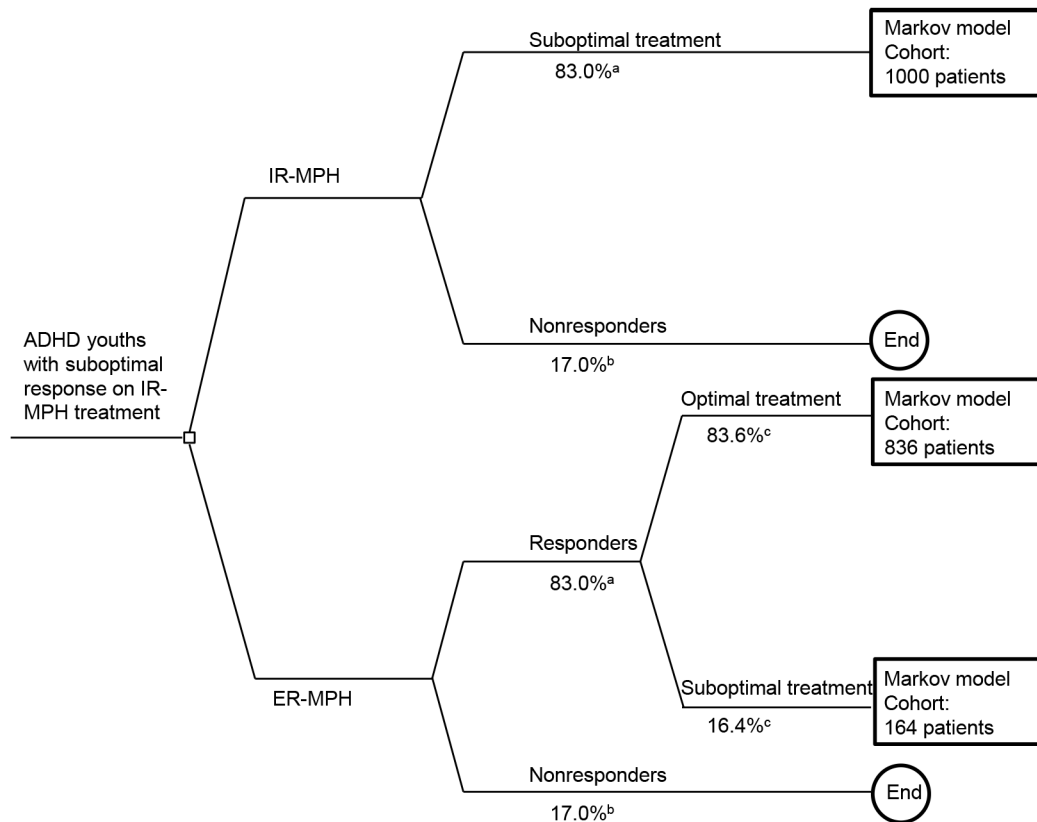 Suboptimal treatment
83.0%ᵃ
Markov model
Cohort:
1000 patients
IR-MPH
Nonresponders
17.0%ᵇ
End
ADHD youths
with suboptimal
response on IR-
MPH treatment
Optimal treatment
83.6%ᶜ
Markov model
Cohort:
836 patients
Responders
83.0%ᵃ
ER-MPH
Suboptimal treatment
16.4%ᶜ
Markov model
Cohort:
164 patients
Nonresponders
17.0%ᵇ
End